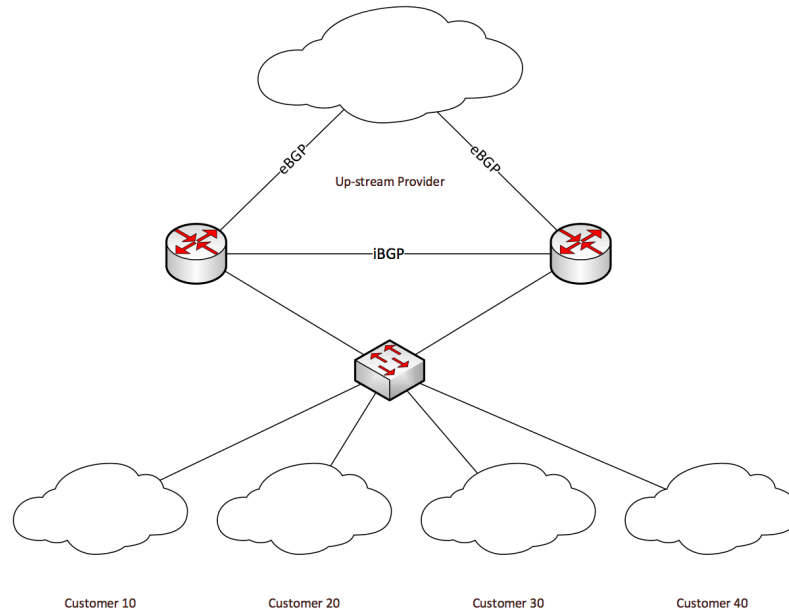 eBGP
eBGP
Up-stream Provider
iBGP
Customer 10
Customer 20
Customer 30
Customer 40